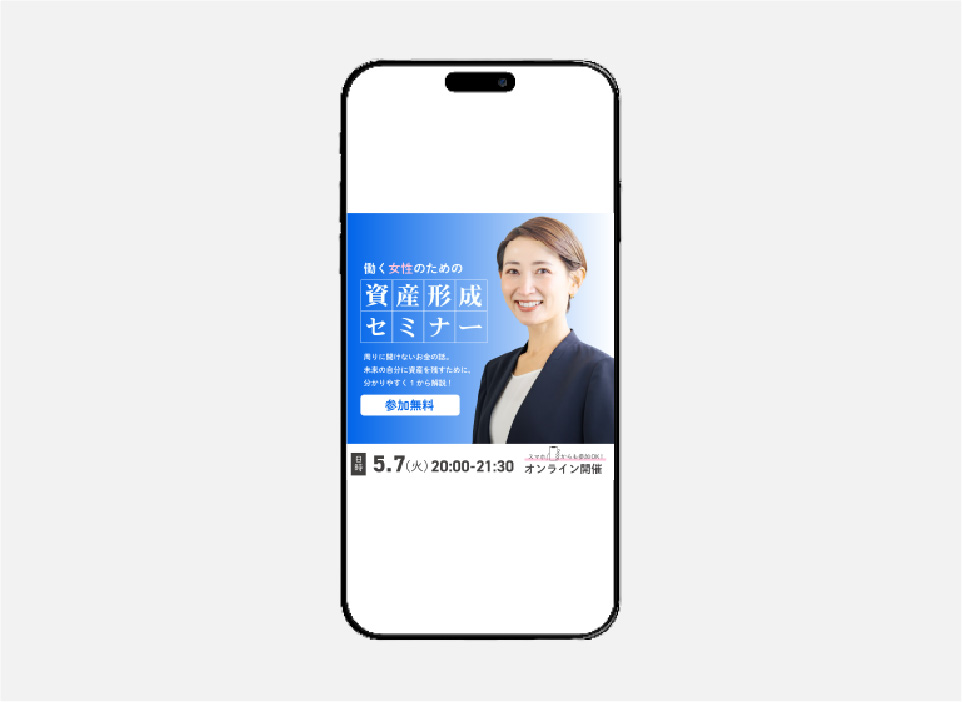 働く女性のための
資産形成
セミナー
周りに聞けないお金の話。
未来の自分に資産を残すために、
分かりやすく1から解説！
参加無料
日時
5.7(火)20:00-21:30
スマホからも参加OK！
オンライン開催